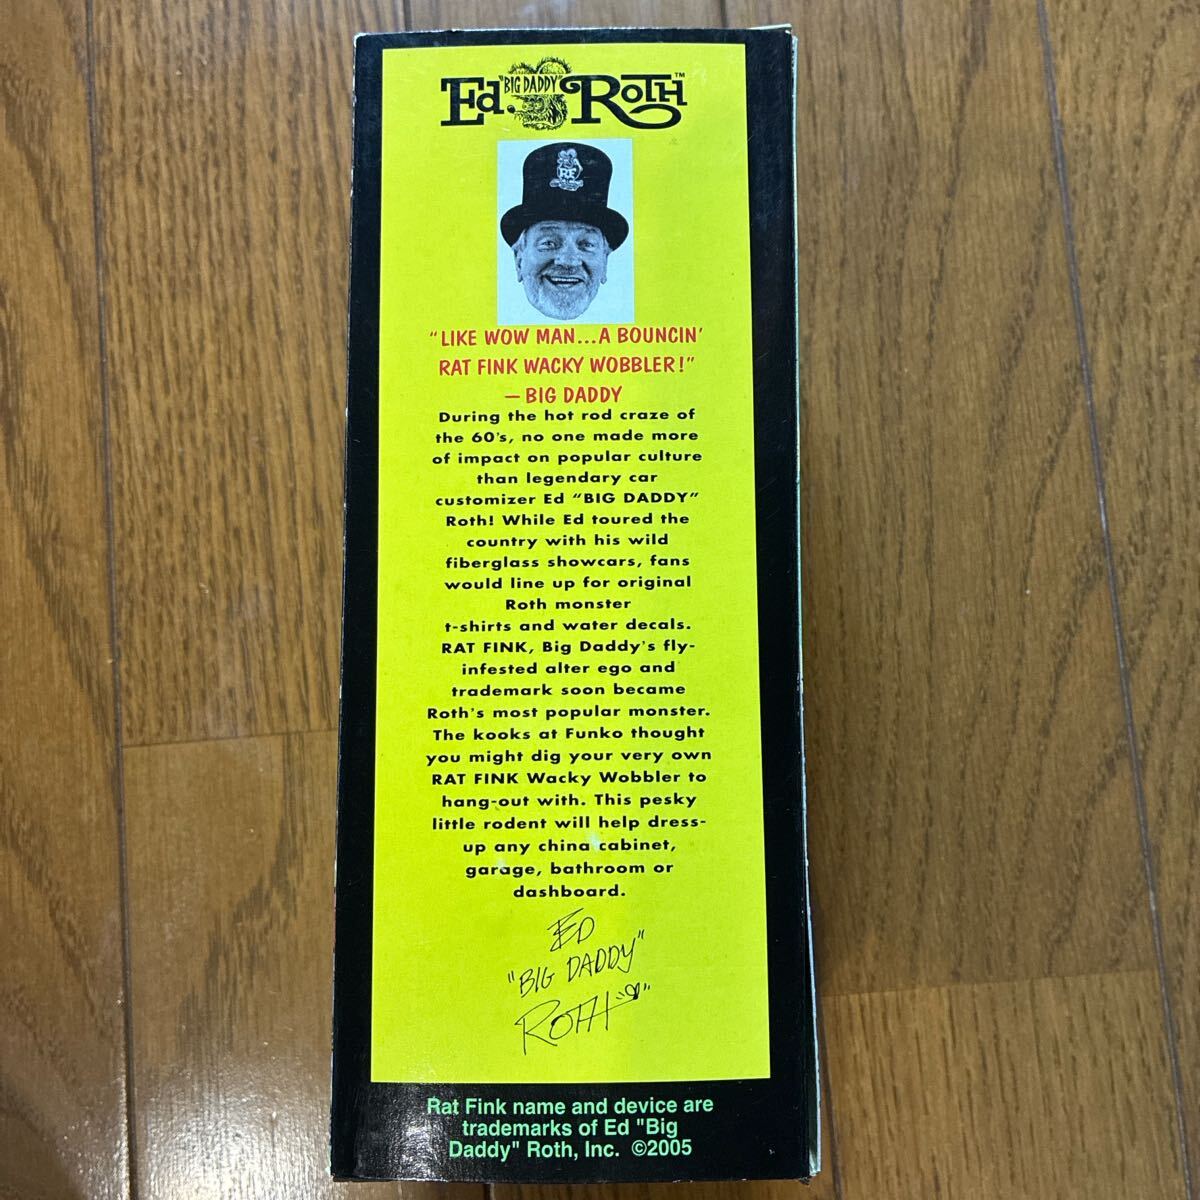 Ed "BIG DADDY" ROTH™
RF
"LIKE WOW MAN...A BOUNCIN'
RAT FINK WACKY WOBBLER!"
— BIG DADDY
During the hot rod craze of
the 60's, no one made more
of impact on popular culture
than legendary car
customizer Ed "BIG DADDY"
Roth! While Ed toured the
country with his wild
fiberglass showcars, fans
would line up for original
Roth monster
t-shirts and water decals.
RAT FINK, Big Daddy's fly-
infested alter ego and
trademark soon became
Roth's most popular monster.
The kooks at Funko thought
you might dig your very own
RAT FINK Wacky Wobbler to
hang-out with. This pesky
little rodent will help dress-
up any china cabinet,
garage, bathroom or
dashboard.
ED
"BIG DADDY"
ROTH
Rat Fink name and device are
trademarks of Ed "Big
Daddy" Roth, Inc. ©2005